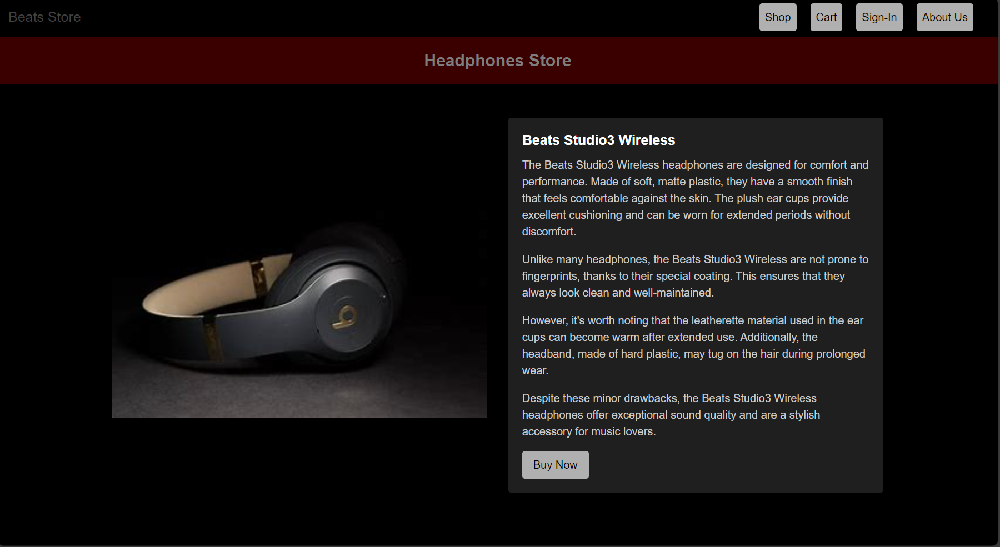 Beats Store
Shop
Cart
Sign-In
About Us
Headphones Store
Beats Studio3 Wireless
The Beats Studio3 Wireless headphones are designed for comfort and
performance. Made of soft, matte plastic, they have a smooth finish
that feels comfortable against the skin. The plush ear cups provide
excellent cushioning and can be worn for extended periods without
discomfort.
Unlike many headphones, the Beats Studio3 Wireless are not prone to
fingerprints, thanks to their special coating. This ensures that they
always look clean and well-maintained.
However, it's worth noting that the leatherette material used in the ear
cups can become warm after extended use. Additionally, the
headband, made of hard plastic, may tug on the hair during prolonged
wear.
Despite these minor drawbacks, the Beats Studio3 Wireless
headphones offer exceptional sound quality and are a stylish
accessory for music lovers.
Buy Now